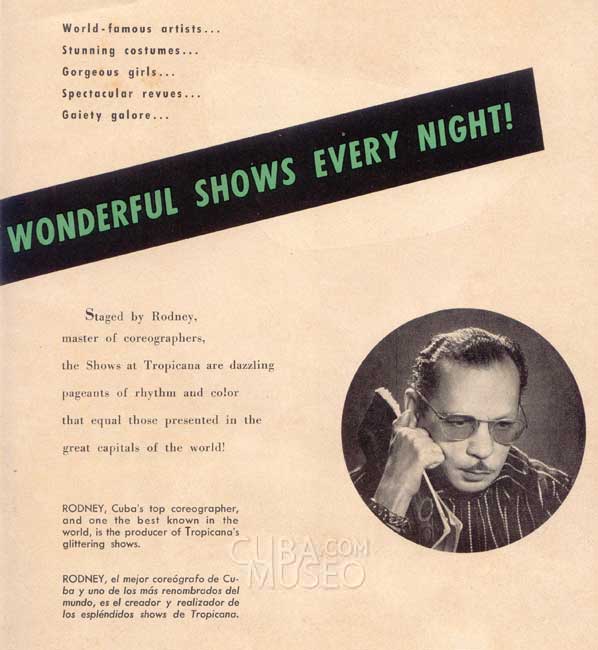 World-famous artists...
Stunning costumes...
Gorgeous girls...
Spectacular revues...
Gaiety galore...
WONDERFUL SHOWS EVERY NIGHT!
Staged by Rodney,
master of coreographers,
the Shows at Tropicana are dazzling
pageants of rhythm and color
that equal those presented in the
great capitals of the world!
RODNEY, Cuba's top coreographer,
and one the best known in the
world, is the producer of Tropicana's
glittering shows.
RODNEY, el mejor coreógrafo de Cu-
ba y uno de los más renombrados del
mundo, es el creador y realizador de
los espléndidos shows de Tropicana.
CUBA.COM
MUSEO